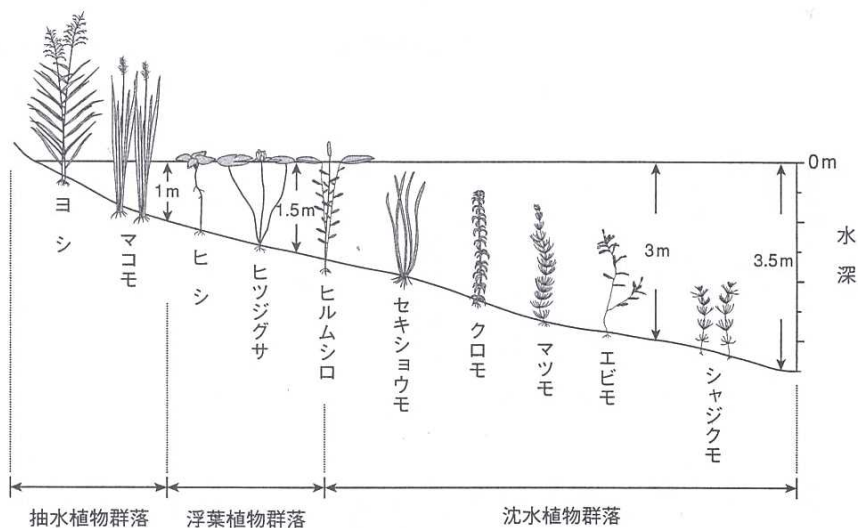 0m
1m
1.5m
3m
3.5m
水深
ヨシ
マコモ
ヒシ
ヒツジグサ
ヒルムシロ
セキショウモ
クロモ
マツモ
エビモ
シャジクモ
抽水植物群落
浮葉植物群落
沈水植物群落